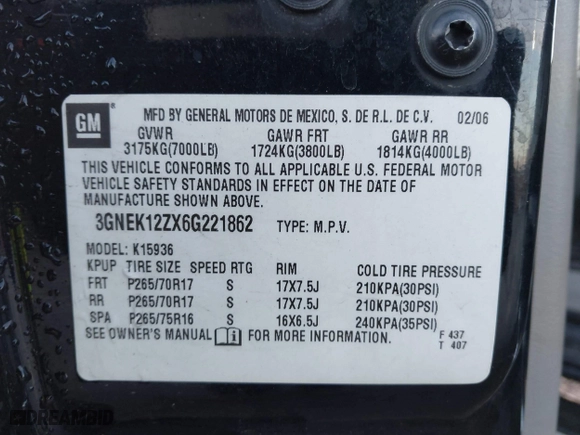 GM
MFD BY GENERAL MOTORS DE MEXICO, S. DE R.L. DE C.V. 02/06
GVWR GAWR FRT GAWR RR
3175KG(7000LB) 1724KG(3800LB) 1814KG(4000LB)
THIS VEHICLE CONFORMS TO ALL APPLICABLE U.S. FEDERAL MOTOR
VEHICLE SAFETY STANDARDS IN EFFECT ON THE DATE OF
MANUFACTURE SHOWN ABOVE.
3GNEK12ZX6G221862 TYPE: M.P.V.
MODEL: K15936
KPUP TIRE SIZE SPEED RTG RIM COLD TIRE PRESSURE
FRT P265/70R17 S 17X7.5J 210KPA(30PSI)
RR P265/70R17 S 17X7.5J 210KPA(30PSI)
SPA P265/75R16 S 16X6.5J 240KPA(35PSI)
SEE OWNER'S MANUAL i FOR MORE INFORMATION.
F 437
T 407
DREAMBID